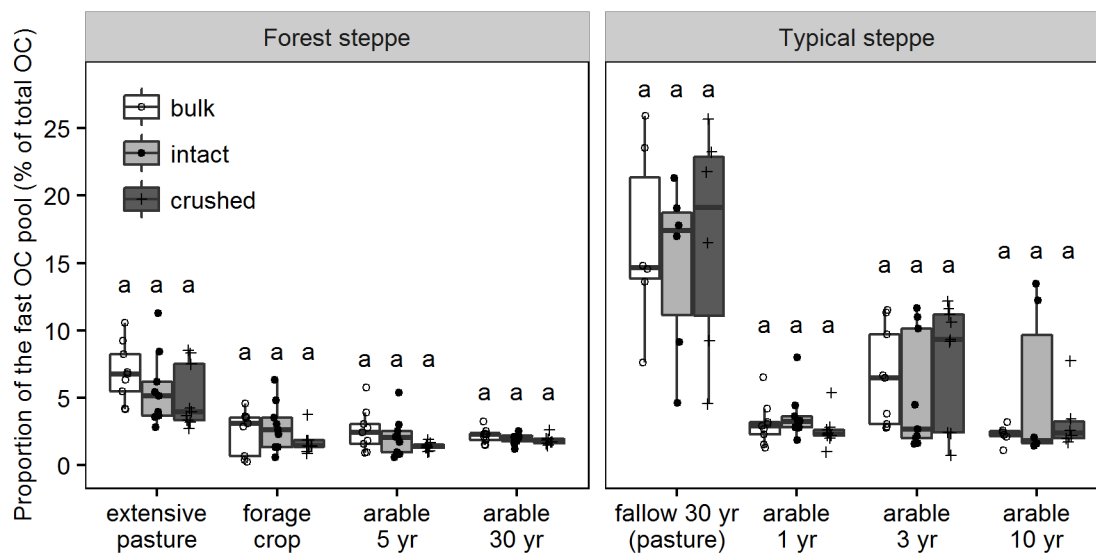 Forest steppe
Typical steppe
Proportion of the fast OC pool (% of total OC)
25
20
15
10
5
0
bulk
intact
crushed
a a a
a a a
a a a
a a a
a a a
a a a
a a a
a a a
extensive
pasture
forage
crop
arable
5 yr
arable
30 yr
fallow 30 yr
(pasture)
arable
1 yr
arable
3 yr
arable
10 yr